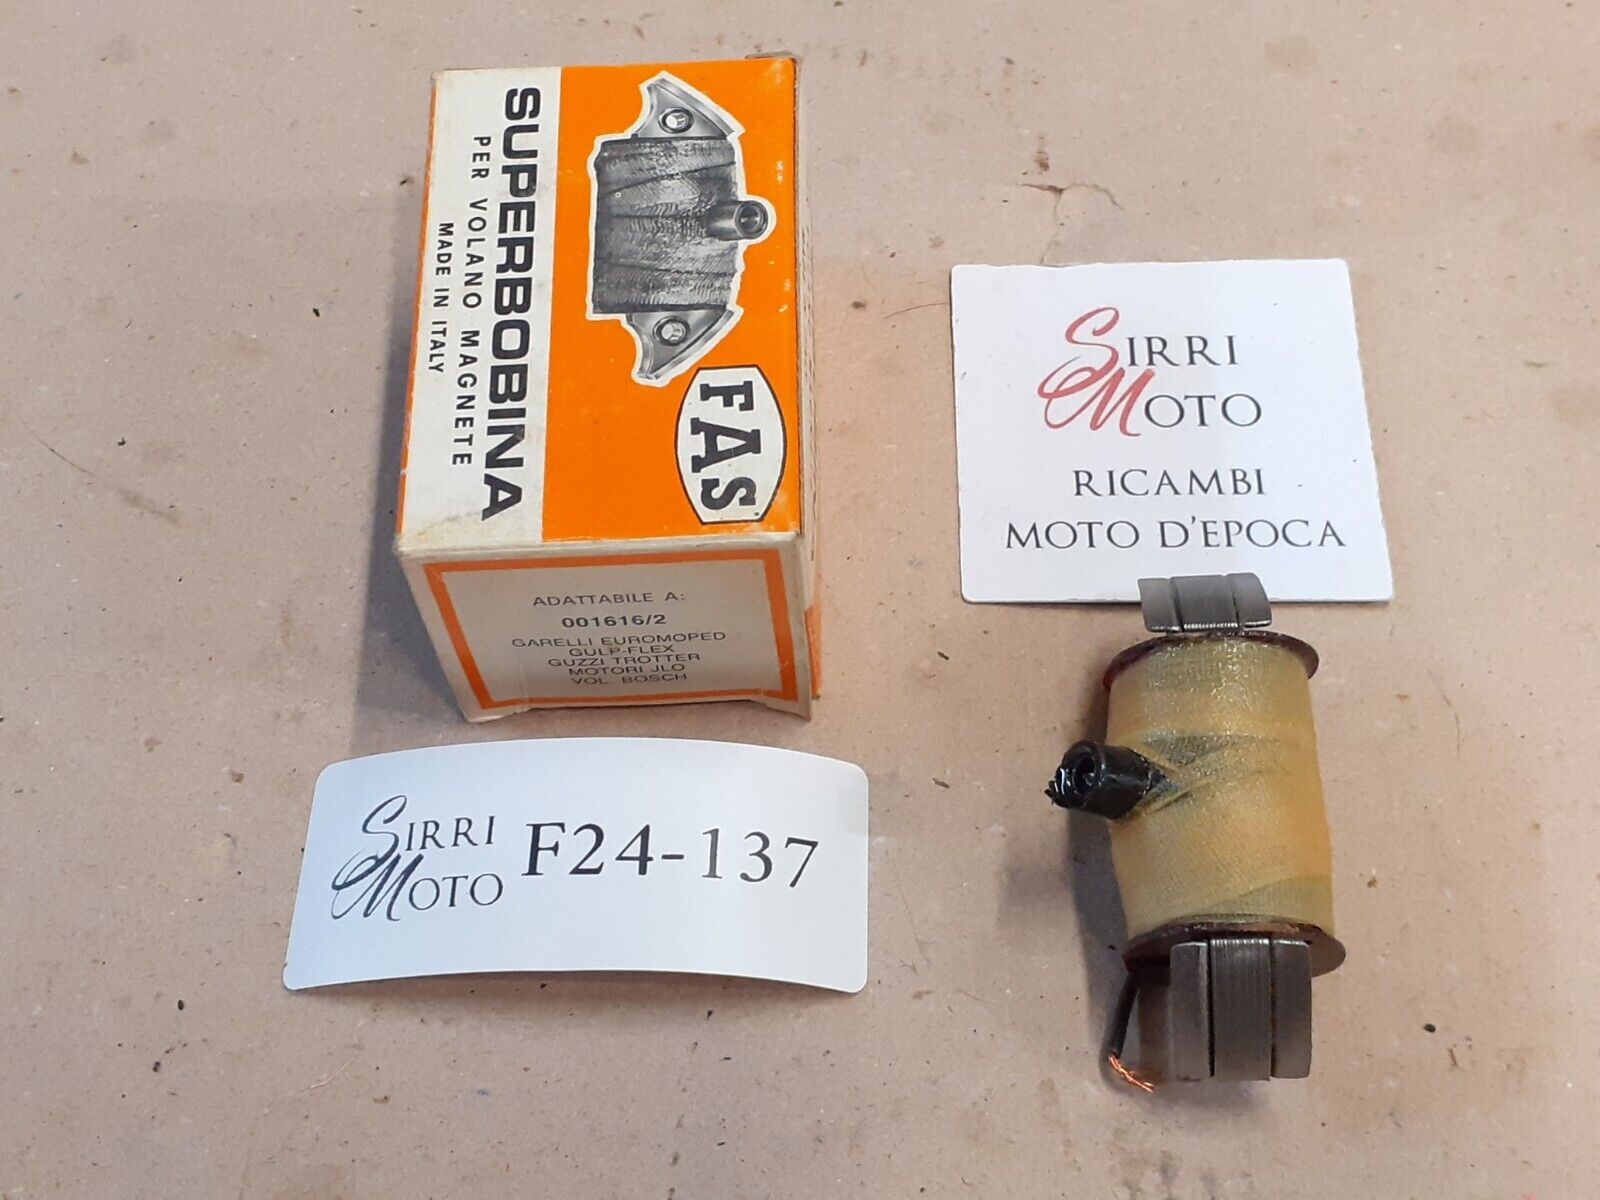 SUPERBOBINA
PER VOLANO MAGNETE
MADE IN ITALY
FAS
ADATTABILE A:
001616/2
GARELLI EUROMOPED
GULP-FLEX
GUZZI TROTTER
MOTORI JLO
VOL. BOSCH
SIRRI
MOTO
RICAMBI
MOTO D'EPOCA
SIRRI
MOTO
F24-137